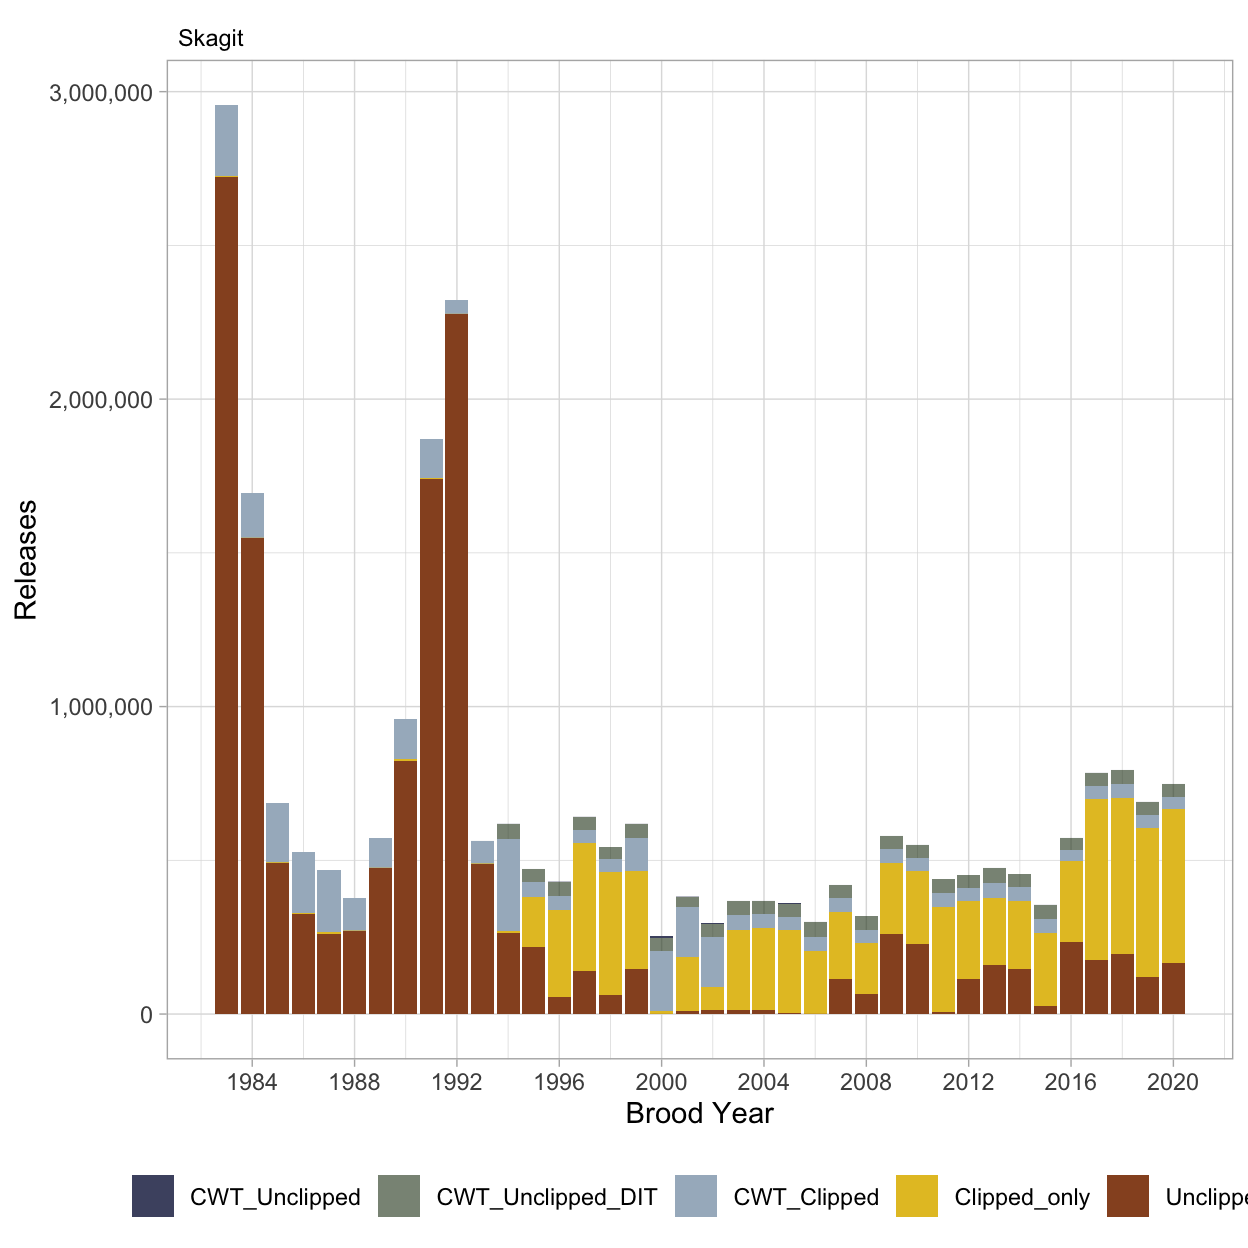 Skagit
3,000,000
2,000,000
1,000,000
0
Releases
1984 1988 1992 1996 2000 2004 2008 2012 2016 2020
Brood Year
CWT_Unclipped CWT_Unclipped_DIT CWT_Clipped Clipped_only Unclippe